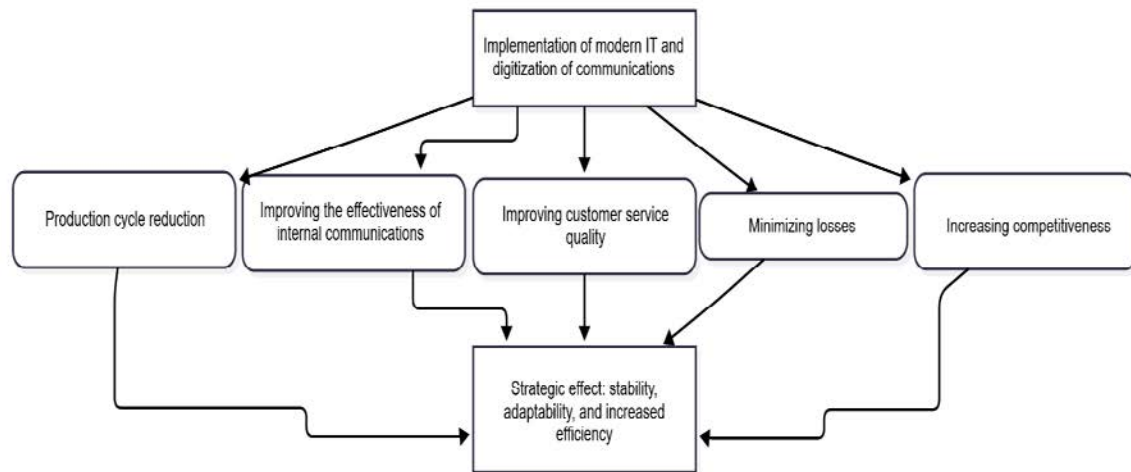 Implementation of modern IT and
digitization of communications
Production cycle reduction
Improving the effectiveness of
internal communications
Improving customer service
quality
Minimizing losses
Increasing competitiveness
Strategic effect: stability,
adaptability, and increased
efficiency